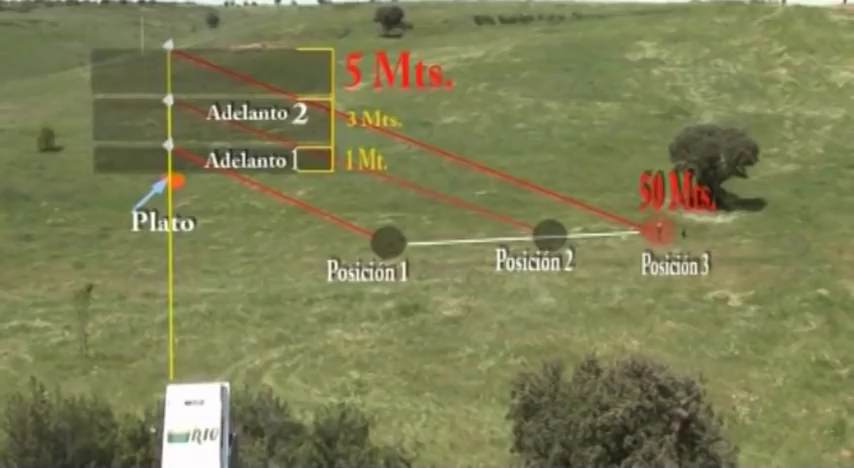 5 Mts.
Adelanto 2
3 Mts.
Adelanto 1
1 Mt.
50 Mts.
Plato
Posición 1
Posición 2
Posición 3
RIO